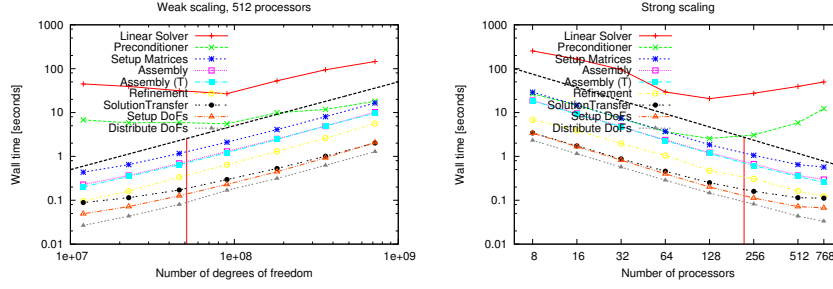 Weak scaling, 512 processors
1000
100
10
1
0.1
0.01
Wall time [seconds]
Linear Solver
Preconditioner
Setup Matrices
Assembly
Assembly (T)
Refinement
SolutionTransfer
Setup DoFs
Distribute DoFs
1e+07
1e+08
1e+09
Number of degrees of freedom
Strong scaling
1000
100
10
1
0.1
0.01
Wall time [seconds]
Linear Solver
Preconditioner
Setup Matrices
Assembly
Assembly (T)
Refinement
SolutionTransfer
Setup DoFs
Distribute DoFs
8
16
32
64
128
256
512
768
Number of processors